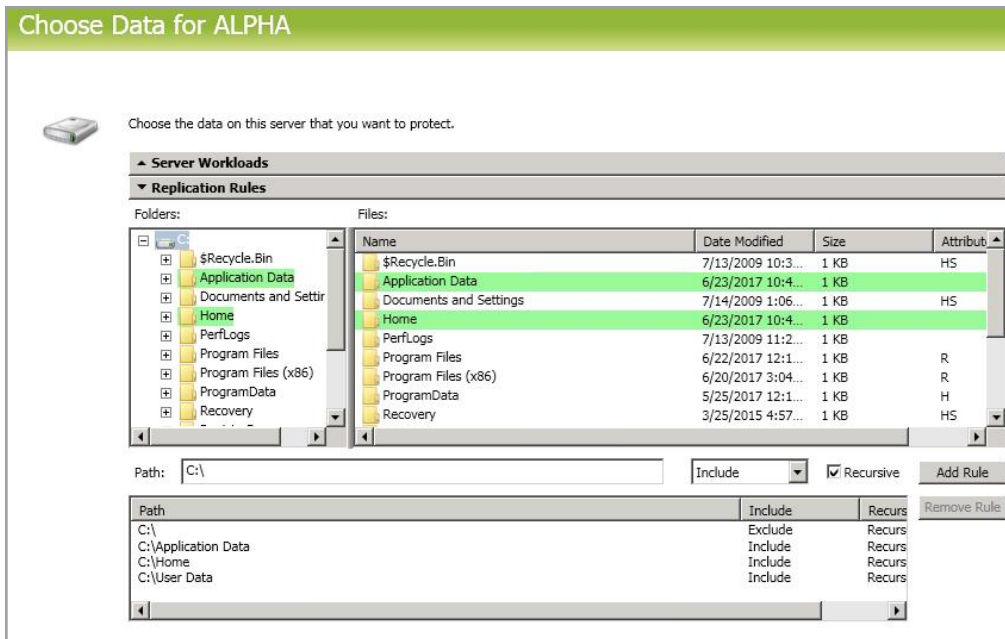 Choose Data for ALPHA
Choose the data on this server that you want to protect.
Server Workloads
Replication Rules
Folders: Files:
C: Name Date Modified Size Attribut
$Recycle.Bin $Recycle.Bin 7/13/2009 10:3... 1 KB HS
Application Data Application Data 6/23/2017 10:4... 1 KB
Documents and Settir Documents and Settings 7/14/2009 1:06... 1 KB HS
Home Home 6/23/2017 10:4... 1 KB
PerfLogs PerfLogs 7/13/2009 11:2... 1 KB
Program Files Program Files 6/22/2017 12:1... 1 KB R
Program Files (x86) Program Files (x86) 6/20/2017 3:04... 1 KB R
ProgramData ProgramData 5/25/2017 12:1... 1 KB H
Recovery Recovery 3/25/2015 4:57... 1 KB HS
Path: C:\ Include Recursive Add Rule
Path Include Recurs Remove Rule
C:\ Exclude Recurs
C:\Application Data Include Recurs
C:\Home Include Recurs
C:\User Data Include Recurs